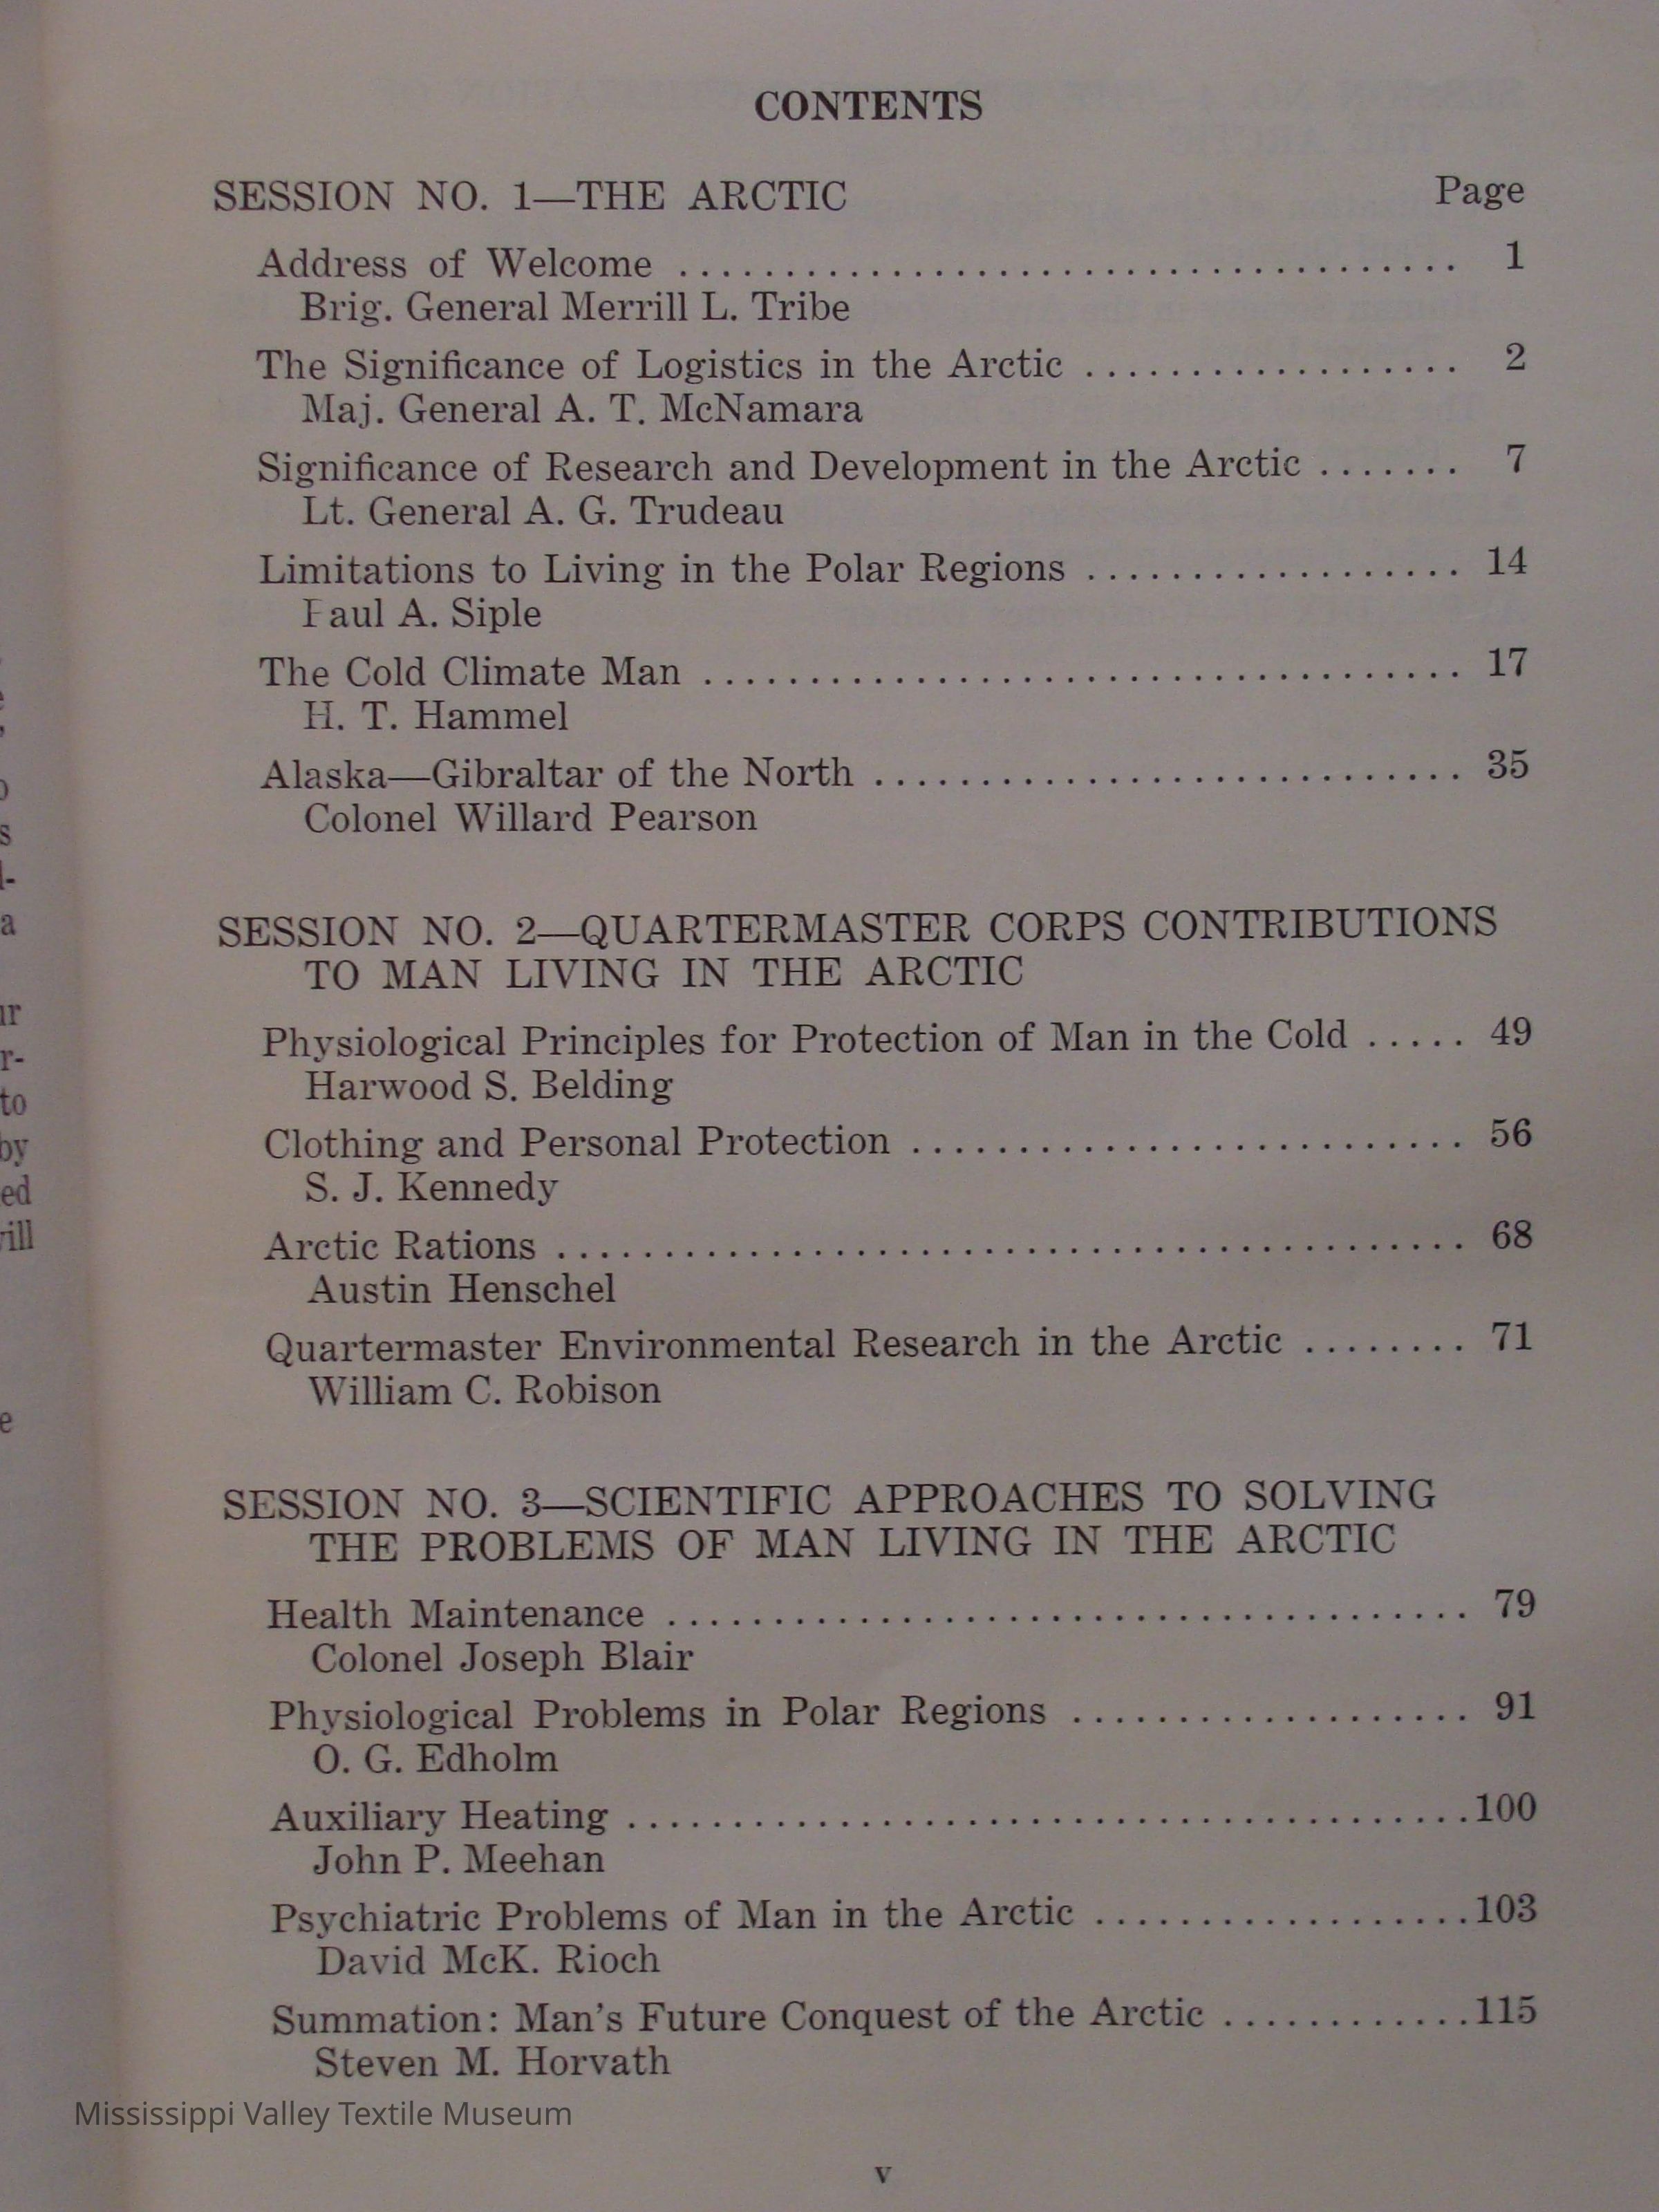 CONTENTS
SESSION NO. 1—THE ARCTIC Page
Address of Welcome ..................................... 1
Brig. General Merrill L. Tribe
The Significance of Logistics in the Arctic .................. 2
Maj. General A. T. McNamara
Significance of Research and Development in the Arctic ....... 7
Lt. General A. G. Trudeau
Limitations to Living in the Polar Regions .................. 14
Paul A. Siple
The Cold Climate Man .................................... 17
H. T. Hammel
Alaska—Gibraltar of the North ............................ 35
Colonel Willard Pearson
SESSION NO. 2—QUARTERMASTER CORPS CONTRIBUTIONS
TO MAN LIVING IN THE ARCTIC
Physiological Principles for Protection of Man in the Cold ..... 49
Harwood S. Belding
Clothing and Personal Protection .......................... 56
S. J. Kennedy
Arctic Rations ........................................... 68
Austin Henschel
Quartermaster Environmental Research in the Arctic ........ 71
William C. Robison
SESSION NO. 3—SCIENTIFIC APPROACHES TO SOLVING
THE PROBLEMS OF MAN LIVING IN THE ARCTIC
Health Maintenance ...................................... 79
Colonel Joseph Blair
Physiological Problems in Polar Regions ................... 91
O. G. Edholm
Auxiliary Heating ........................................100
John P. Meehan
Psychiatric Problems of Man in the Arctic ..................103
David McK. Rioch
Summation: Man's Future Conquest of the Arctic ............115
Steven M. Horvath
Mississippi Valley Textile Museum
v